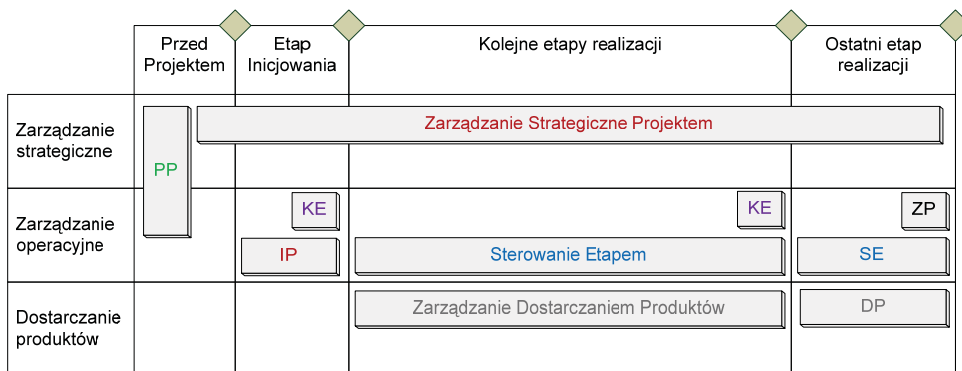 Przed
Projektem
Etap
Inicjowania
Kolejne etapy realizacji
Ostatni etap
realizacji
Zarządzanie
strategiczne
PP
Zarządzanie Strategiczne Projektem
Zarządzanie
operacyjne
KE
KE
ZP
IP
Sterowanie Etapem
SE
Dostarczanie
produktów
Zarządzanie Dostarczaniem Produktów
DP